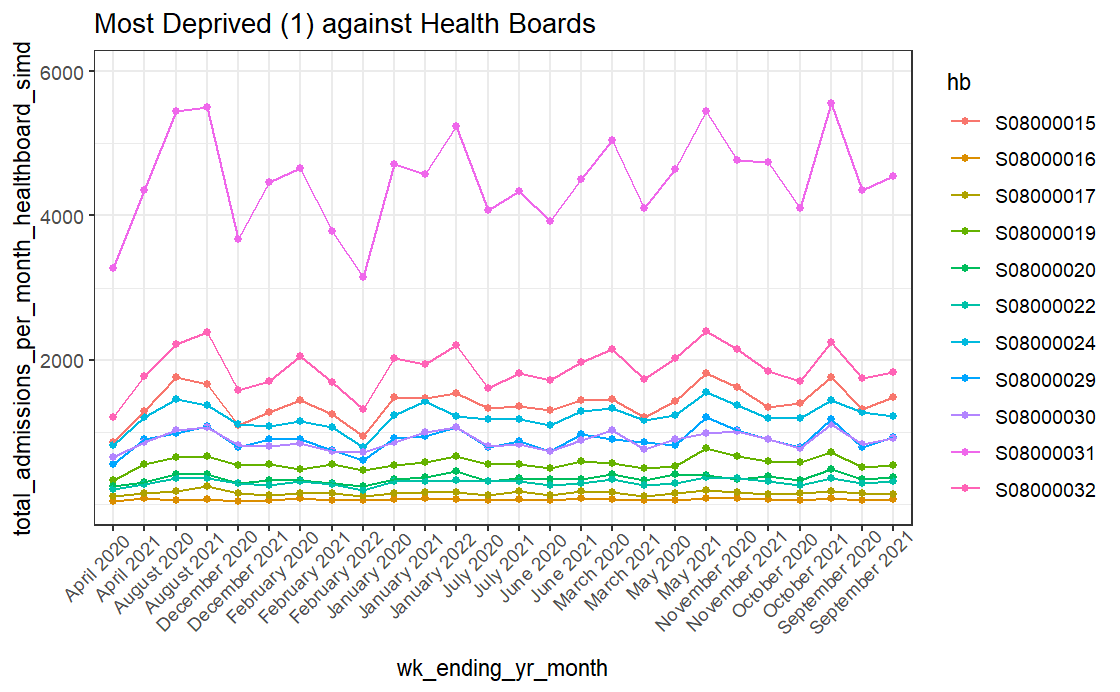 Most Deprived (1) against Health Boards
total_admissions_per_month_healthboard_simd
6000
4000
2000
April 2020
April 2021
August 2020
August 2021
December 2020
December 2021
February 2020
February 2021
February 2022
January 2020
January 2021
January 2022
July 2020
July 2021
June 2020
June 2021
March 2020
March 2021
May 2020
May 2021
November 2020
November 2021
October 2020
October 2021
September 2020
September 2021
wk_ending_yr_month
hb
S08000015
S08000016
S08000017
S08000019
S08000020
S08000022
S08000024
S08000029
S08000030
S08000031
S08000032